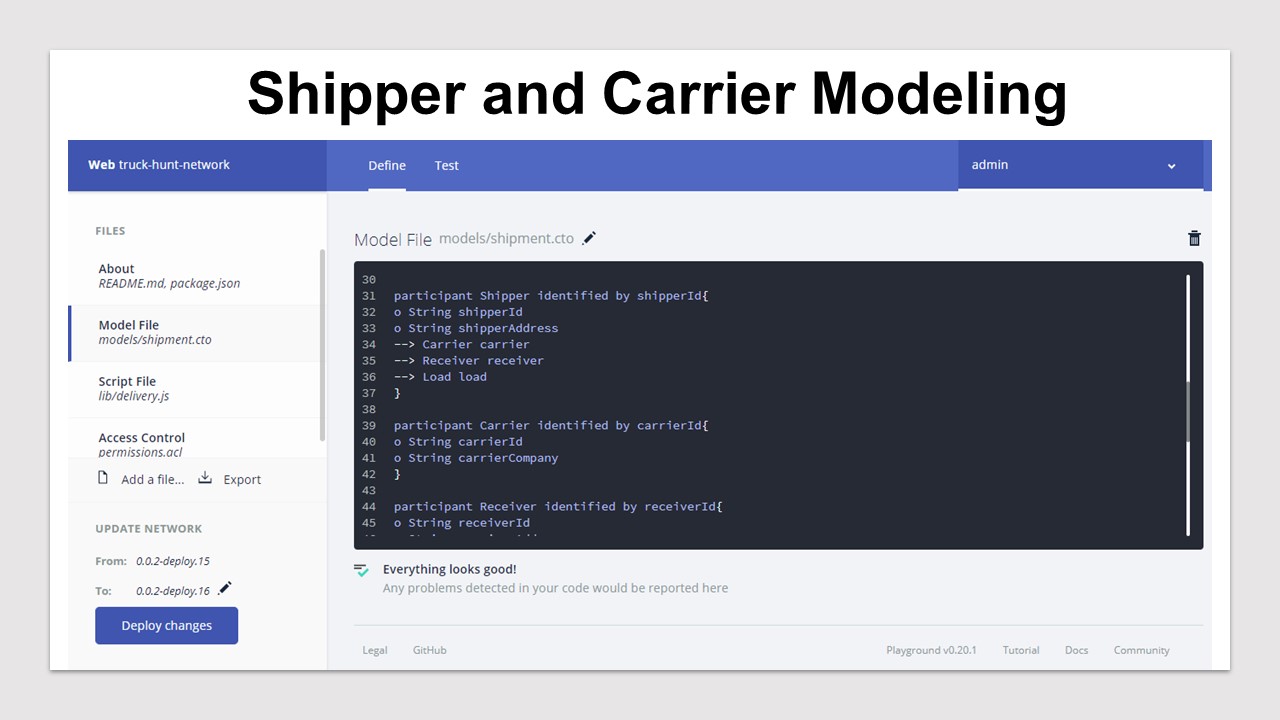 Shipper and Carrier Modeling
Web truck-hunt-network
Define
Test
admin
FILES
About
README.md, package.json
Model File
models/shipment.cto
Script File
lib/delivery.js
Access Control
permissions.acl
Add a file...
Export
UPDATE NETWORK
From: 0.0.2-deploy.15
To: 0.0.2-deploy.16
Deploy changes
Model File models/shipment.cto
30
31 participant Shipper identified by shipperId{
32 o String shipperId
33 o String shipperAddress
34 --> Carrier carrier
35 --> Receiver receiver
36 --> Load load
37 }
38
39 participant Carrier identified by carrierId{
40 o String carrierId
41 o String carrierCompany
42 }
43
44 participant Receiver identified by receiverId{
45 o String receiverId
Everything looks good!
Any problems detected in your code would be reported here
Legal
GitHub
Playground v0.20.1
Tutorial
Docs
Community